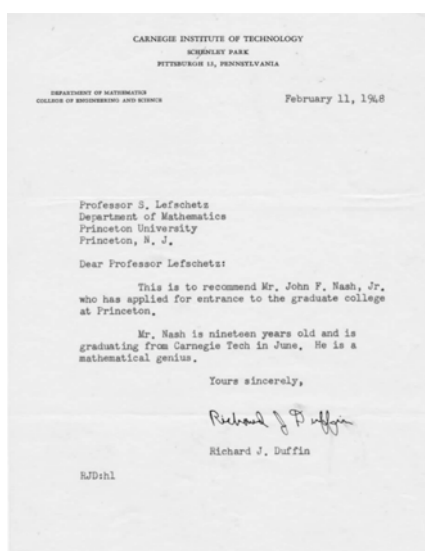 CARNEGIE INSTITUTE OF TECHNOLOGY
SCHENLEY PARK
PITTSBURGH 13, PENNSYLVANIA
DEPARTMENT OF MATHEMATICS
COLLEGE OF ENGINEERING AND SCIENCE
February 11, 1948
Professor S. Lefschetz
Department of Mathematics
Princeton University
Princeton, N. J.
Dear Professor Lefschetz:
This is to recommend Mr. John F. Nash, Jr.
who has applied for entrance to the graduate college
at Princeton.
Mr. Nash is nineteen years old and is
graduating from Carnegie Tech in June. He is a
mathematical genius.
Yours sincerely,
Richard J Duffin
Richard J. Duffin
RJD:hl